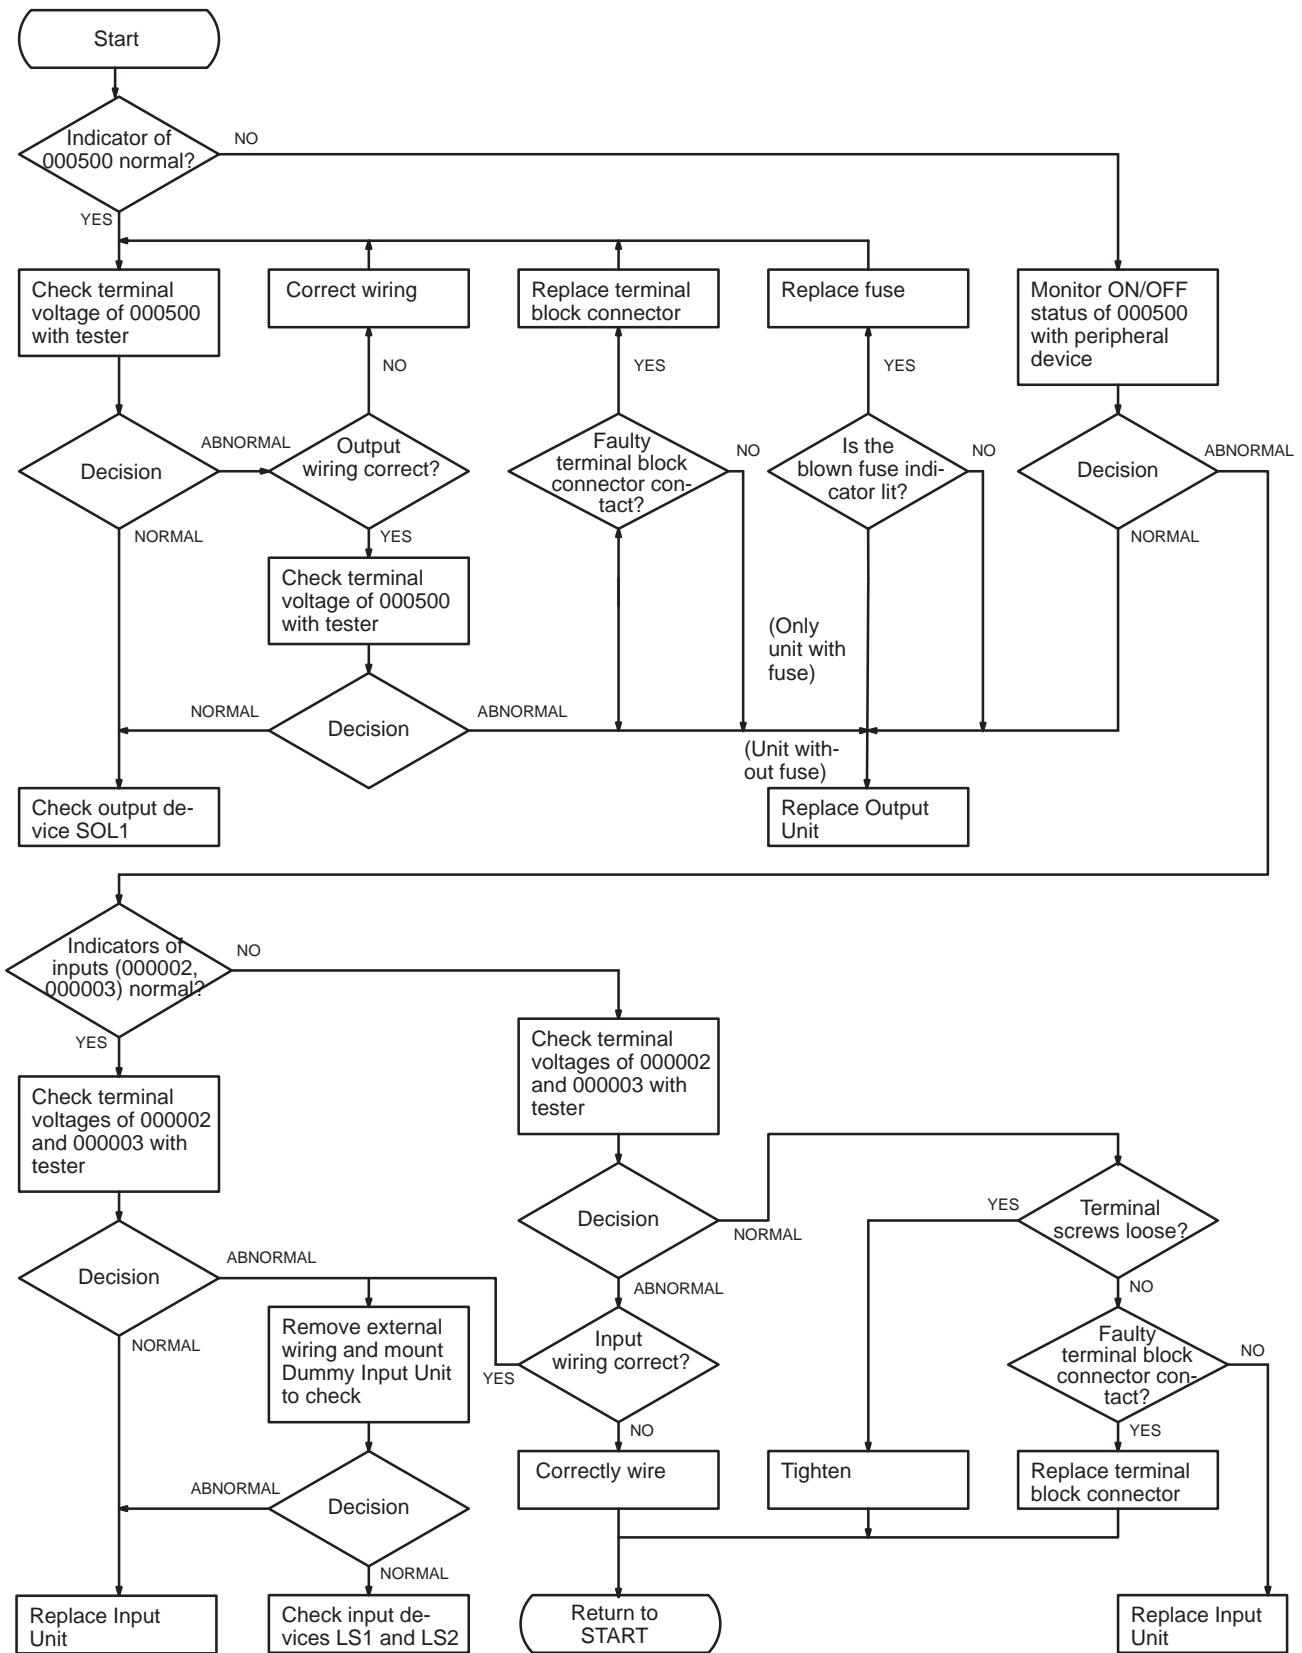 Start
Indicator of
000500 normal?
NO
YES
Check terminal
voltage of 000500
with tester
Correct wiring
Replace terminal
block connector
Replace fuse
Monitor ON/OFF
status of 000500
with peripheral
device
NO
YES
YES
Decision
ABNORMAL
Output
wiring correct?
Faulty
terminal block
connector con-
tact?
NO
Is the
blown fuse indi-
cator lit?
NO
Decision
ABNORMAL
NORMAL
YES
NORMAL
Check terminal
voltage of 000500
with tester
(Only
unit with
fuse)
NORMAL
Decision
ABNORMAL
(Unit with-
out fuse)
Check output de-
vice SOL1
Replace Output
Unit
Indicators of
inputs (000002,
000003) normal?
NO
YES
Check terminal
voltages of 000002
and 000003 with
tester
Check terminal
voltages of 000002
and 000003 with
tester
Decision
NORMAL
YES
Terminal
screws loose?
Decision
ABNORMAL
ABNORMAL
NO
NORMAL
Remove external
wiring and mount
Dummy Input Unit
to check
YES
Input
wiring correct?
Faulty
terminal block
connector con-
tact?
NO
NO
YES
Correctly wire
Tighten
Replace terminal
block connector
ABNORMAL
Decision
NORMAL
Replace Input
Unit
Check input de-
vices LS1 and LS2
Return to
START
Replace Input
Unit